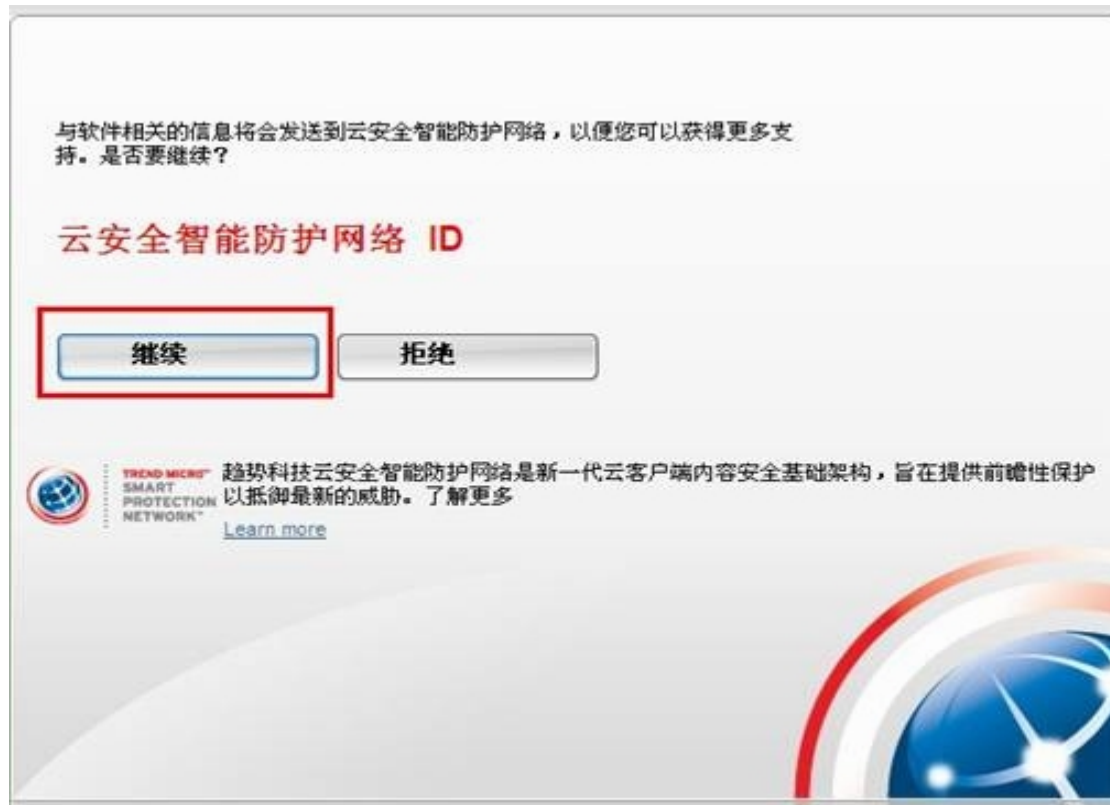 与软件相关的信息将会发送到云安全智能防护网络，以便您可以获得更多支
持。是否要继续？
云安全智能防护网络 ID
继续
拒绝
TREND MICRO™
SMART
PROTECTION
NETWORK™
趋势科技云安全智能防护网络是新一代云客户端内容安全基础架构，旨在提供前瞻性保护
以抵御最新的威胁。了解更多
Learn more